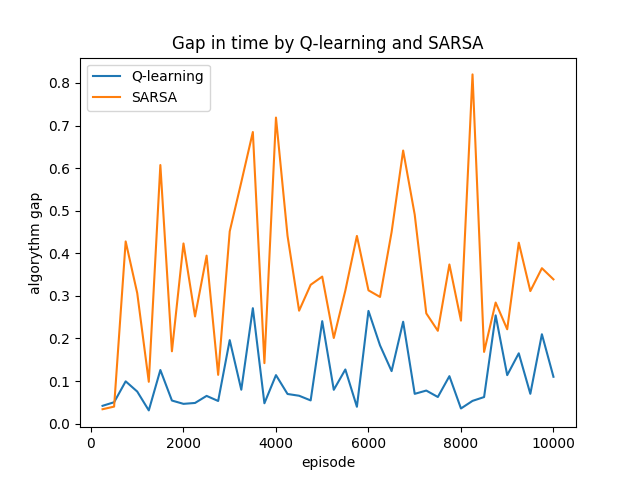 Gap in time by Q-learning and SARSA
Q-learning
SARSA
algorythm gap
0.8
0.7
0.6
0.5
0.4
0.3
0.2
0.1
0.0
0 2000 4000 6000 8000 10000
episode